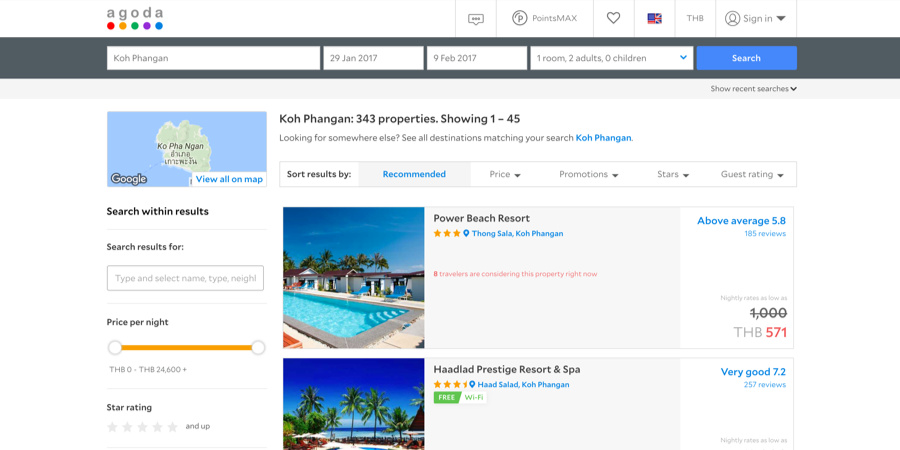 agoda
PointsMAX
THB
Sign in
Koh Phangan
29 Jan 2017
9 Feb 2017
1 room, 2 adults, 0 children
Search
Show recent searches
Ko Pha Ngan
อำเภอ
เกาะพะงัน
Google
View all on map
Koh Phangan: 343 properties. Showing 1 – 45
Looking for somewhere else? See all destinations matching your search Koh Phangan.
Sort results by:
Recommended
Price
Promotions
Stars
Guest rating
Search within results
Search results for:
Type and select name, type, neighl
Price per night
THB 0 - THB 24,600 +
Star rating
and up
Power Beach Resort
Thong Sala, Koh Phangan
8 travelers are considering this property right now
Above average 5.8
185 reviews
Nightly rates as low as
1,000
THB 571
Haadlad Prestige Resort & Spa
Haad Salad, Koh Phangan
FREE Wi-Fi
Very good 7.2
257 reviews
Nightly rates as low as